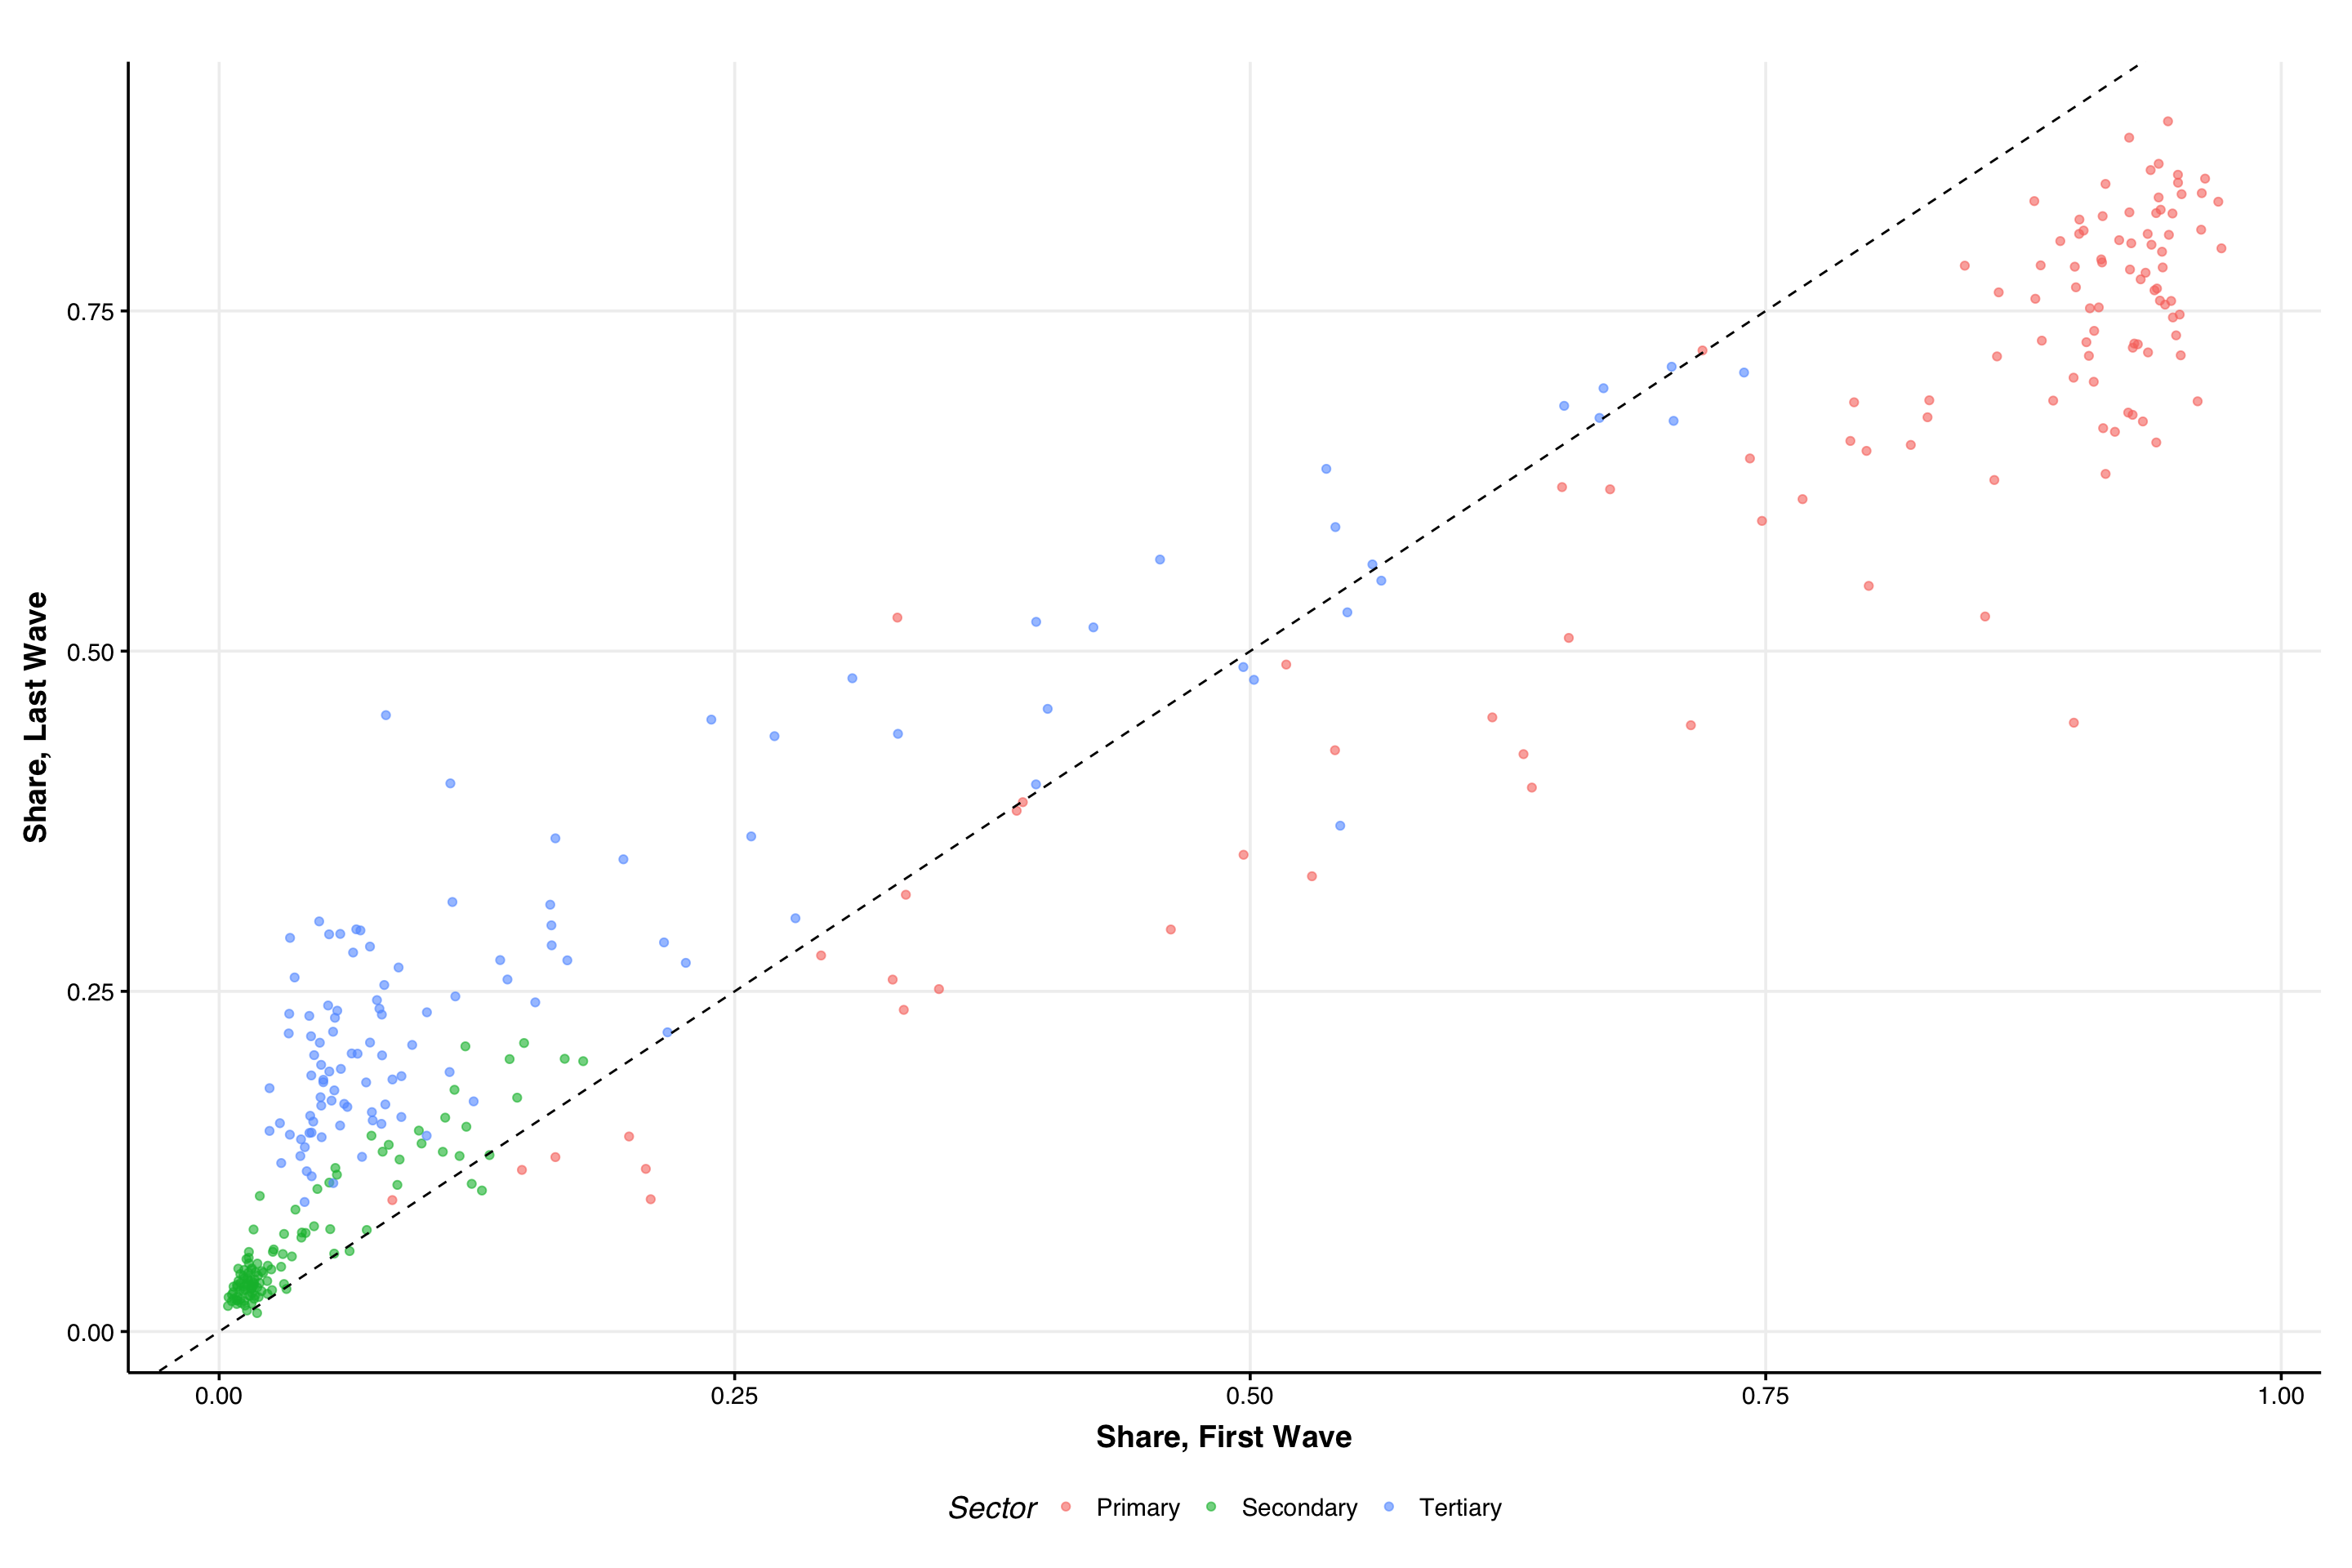 Share, Last Wave
0.75
0.50
0.25
0.00
0.00 0.25 0.50 0.75 1.00
Share, First Wave
Sector Primary Secondary Tertiary